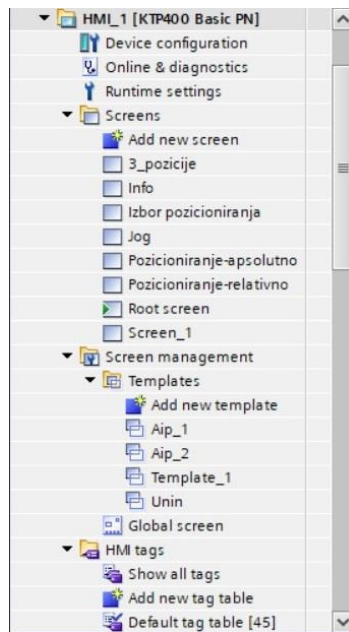 HMI_1 [KTP400 Basic PN]
Device configuration
Online & diagnostics
Runtime settings
Screens
Add new screen
3_pozicije
Info
Izbor pozicioniranja
Jog
Pozicioniranje-apsolutno
Pozicioniranje-relativno
Root screen
Screen_1
Screen management
Templates
Add new template
Aip_1
Aip_2
Template_1
Unin
Global screen
HMI tags
Show all tags
Add new tag table
Default tag table [45]